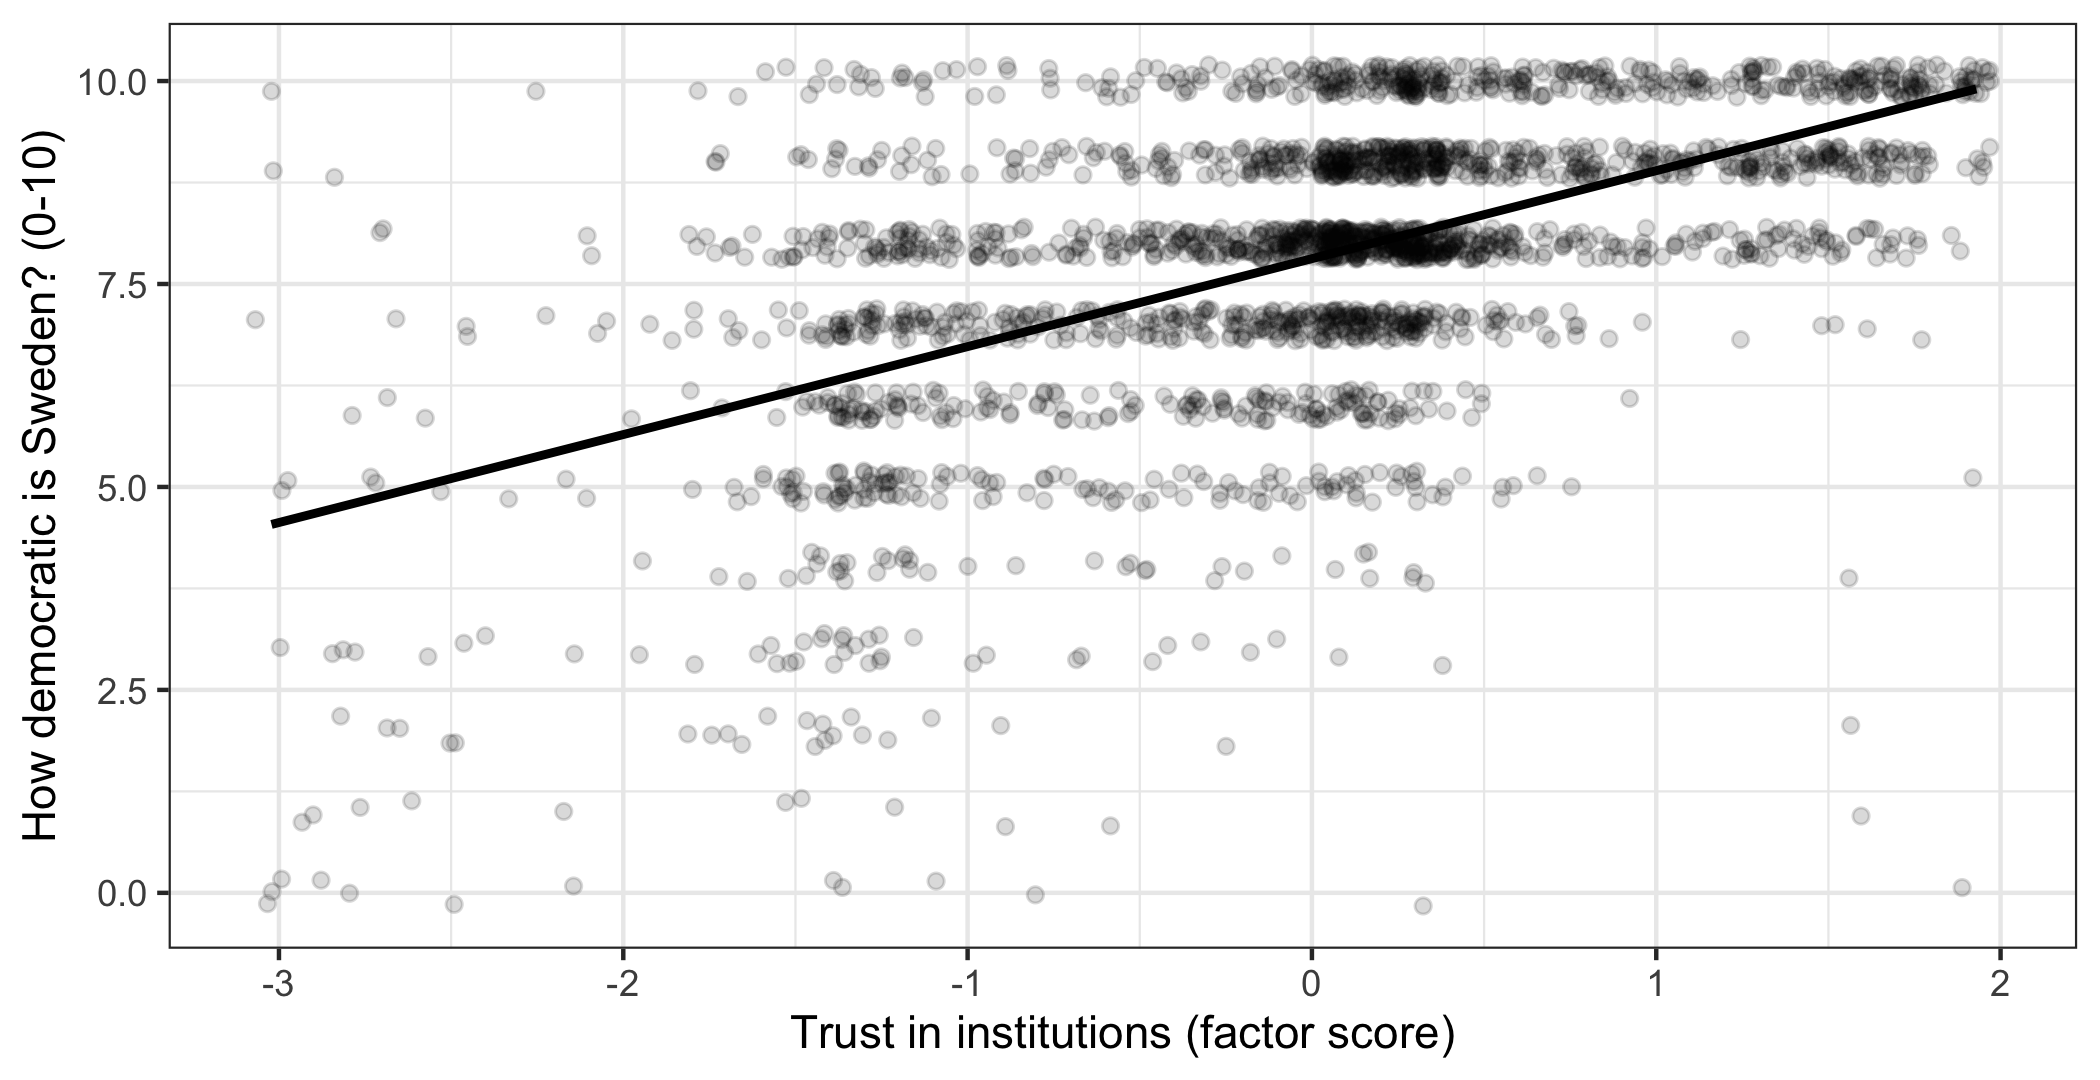 How democratic is Sweden? (0-10)
10.0
7.5
5.0
2.5
0.0
-3 -2 -1 0 1 2
Trust in institutions (factor score)